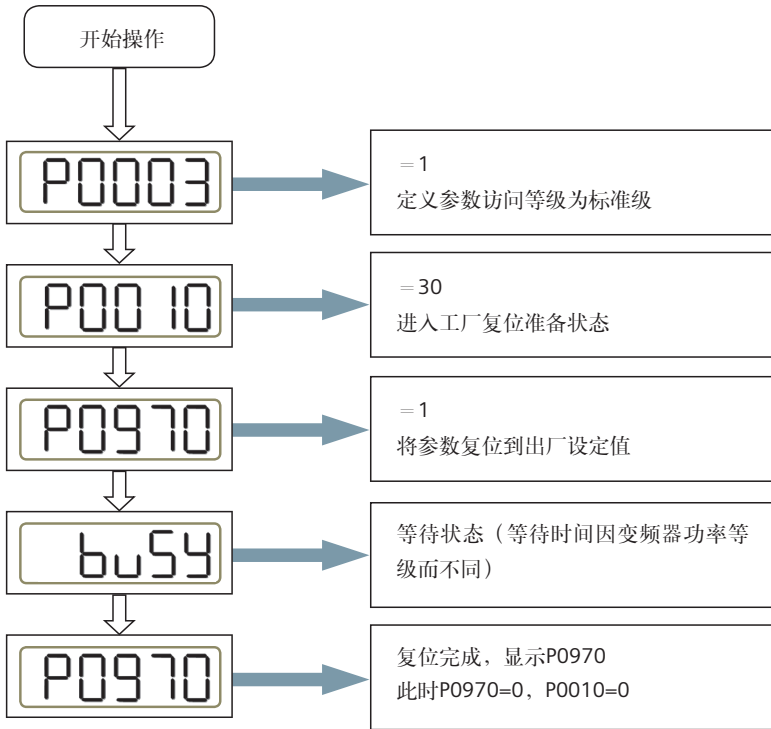 开始操作
P0003
=1
定义参数访问等级为标准级
P0010
=30
进入工厂复位准备状态
P0970
=1
将参数复位到出厂设定值
buSY
等待状态（等待时间因变频器功率等
级而不同）
P0970
复位完成，显示P0970
此时P0970=0，P0010=0